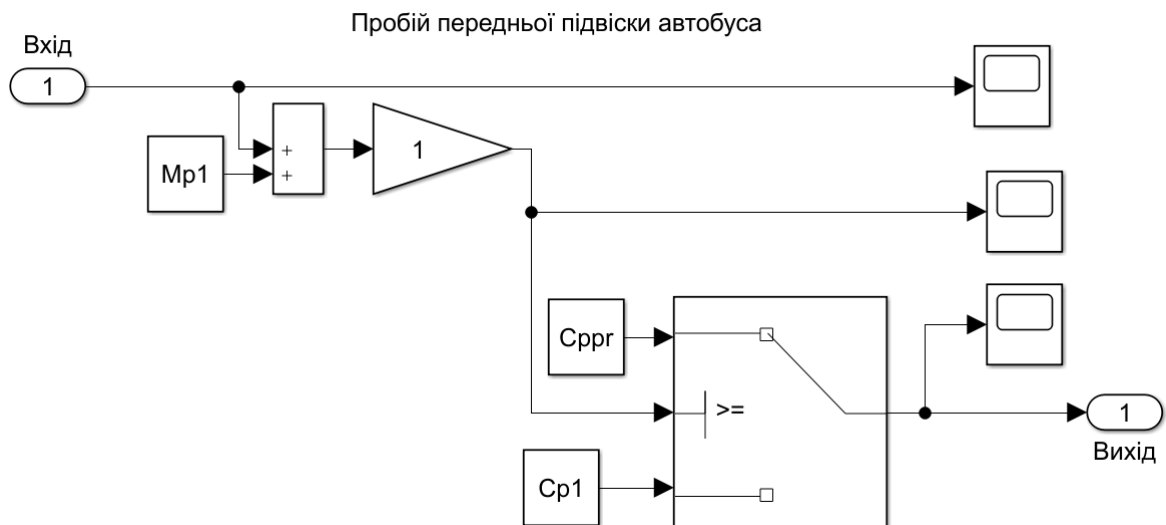 Пробій передньої підвіски автобуса
Вхід
1
Mp1
+
+
1
Cppr
>=
Cp1
1
Вихід